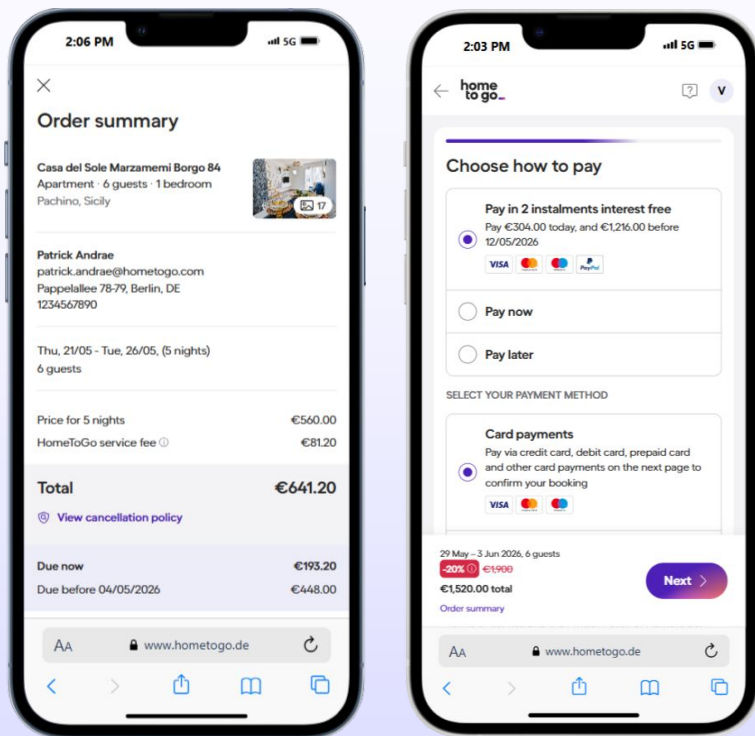 2:06 PM
5G
Order summary
Casa del Sole Marzamemi Borgo 84
Apartment · 6 guests · 1 bedroom
Pachino, Sicily
17
Patrick Andrae
patrick.andrae@hometogo.com
Pappelallee 78-79, Berlin, DE
1234567890
Thu, 21/05 - Tue, 26/05, (5 nights)
6 guests
Price for 5 nights €560.00
HomeToGo service fee €81.20
Total €641.20
View cancellation policy
Due now €193.20
Due before 04/05/2026 €448.00
AA www.hometogo.de
2:03 PM
5G
home
to go_
V
Choose how to pay
Pay in 2 instalments interest free
Pay €304.00 today, and €1,216.00 before
12/05/2026
VISA PayPal
Pay now
Pay later
SELECT YOUR PAYMENT METHOD
Card payments
Pay via credit card, debit card, prepaid card
and other card payments on the next page to
confirm your booking
VISA
29 May – 3 Jun 2026, 6 guests
-20% €1,900
€1,520.00 total
Order summary
Next
AA www.hometogo.de